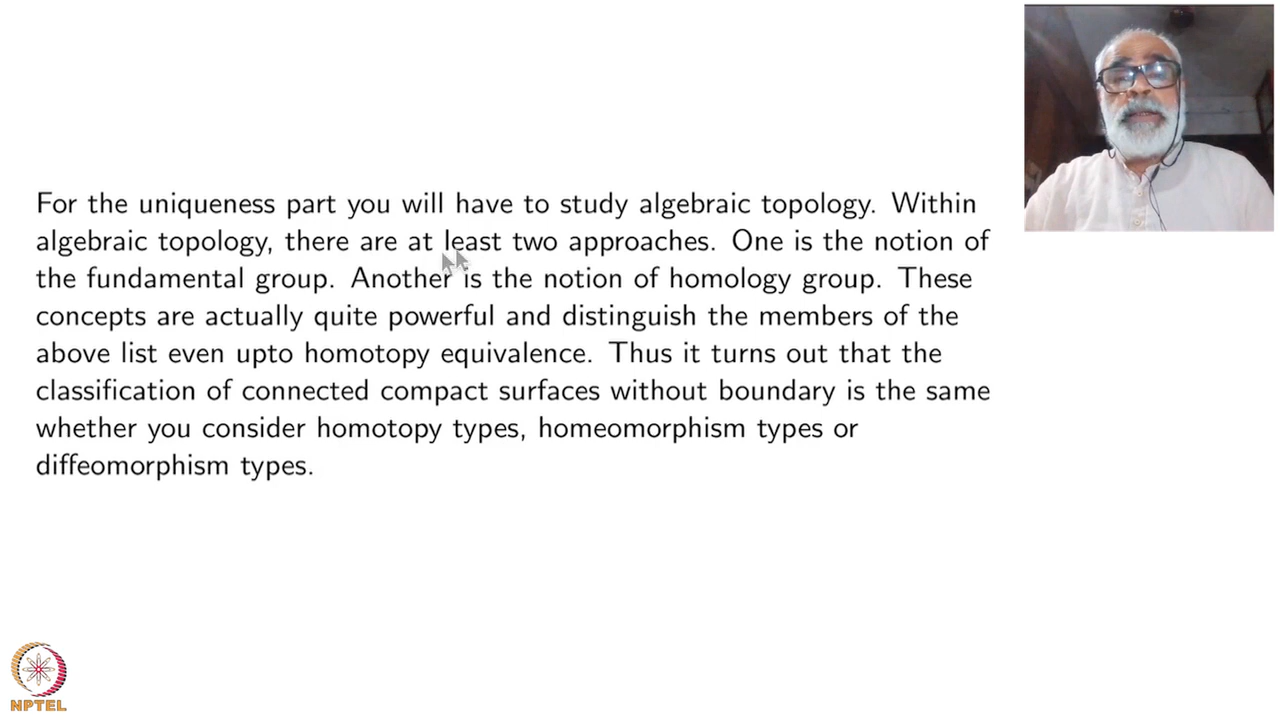 For the uniqueness part you will have to study algebraic topology. Within
algebraic topology, there are at least two approaches. One is the notion of
the fundamental group. Another is the notion of homology group. These
concepts are actually quite powerful and distinguish the members of the
above list even upto homotopy equivalence. Thus it turns out that the
classification of connected compact surfaces without boundary is the same
whether you consider homotopy types, homeomorphism types or
diffeomorphism types.
NPTEL